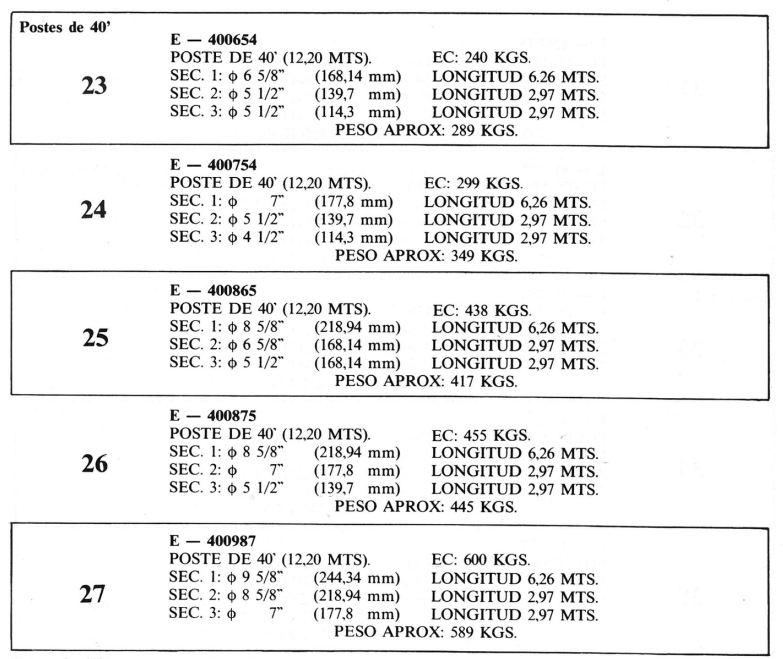 Postes de 40'
23
E — 400654
POSTE DE 40' (12,20 MTS). EC: 240 KGS.
SEC. 1: φ 6 5/8" (168,14 mm) LONGITUD 6.26 MTS.
SEC. 2: φ 5 1/2" (139,7 mm) LONGITUD 2,97 MTS.
SEC. 3: φ 5 1/2" (114,3 mm) LONGITUD 2,97 MTS.
PESO APROX: 289 KGS.
24
E — 400754
POSTE DE 40' (12,20 MTS). EC: 299 KGS.
SEC. 1: φ 7" (177,8 mm) LONGITUD 6,26 MTS.
SEC. 2: φ 5 1/2" (139,7 mm) LONGITUD 2,97 MTS.
SEC. 3: φ 4 1/2" (114,3 mm) LONGITUD 2,97 MTS.
PESO APROX: 349 KGS.
25
E — 400865
POSTE DE 40' (12,20 MTS). EC: 438 KGS.
SEC. 1: φ 8 5/8" (218,94 mm) LONGITUD 6,26 MTS.
SEC. 2: φ 6 5/8" (168,14 mm) LONGITUD 2,97 MTS.
SEC. 3: φ 5 1/2" (168,14 mm) LONGITUD 2,97 MTS.
PESO APROX: 417 KGS.
26
E — 400875
POSTE DE 40' (12,20 MTS). EC: 455 KGS.
SEC. 1: φ 8 5/8" (218,94 mm) LONGITUD 6,26 MTS.
SEC. 2: φ 7" (177,8 mm) LONGITUD 2,97 MTS.
SEC. 3: φ 5 1/2" (139,7 mm) LONGITUD 2,97 MTS.
PESO APROX: 445 KGS.
27
E — 400987
POSTE DE 40' (12,20 MTS). EC: 600 KGS.
SEC. 1: φ 9 5/8" (244,34 mm) LONGITUD 6,26 MTS.
SEC. 2: φ 8 5/8" (218,94 mm) LONGITUD 2,97 MTS.
SEC. 3: φ 7" (177,8 mm) LONGITUD 2,97 MTS.
PESO APROX: 589 KGS.